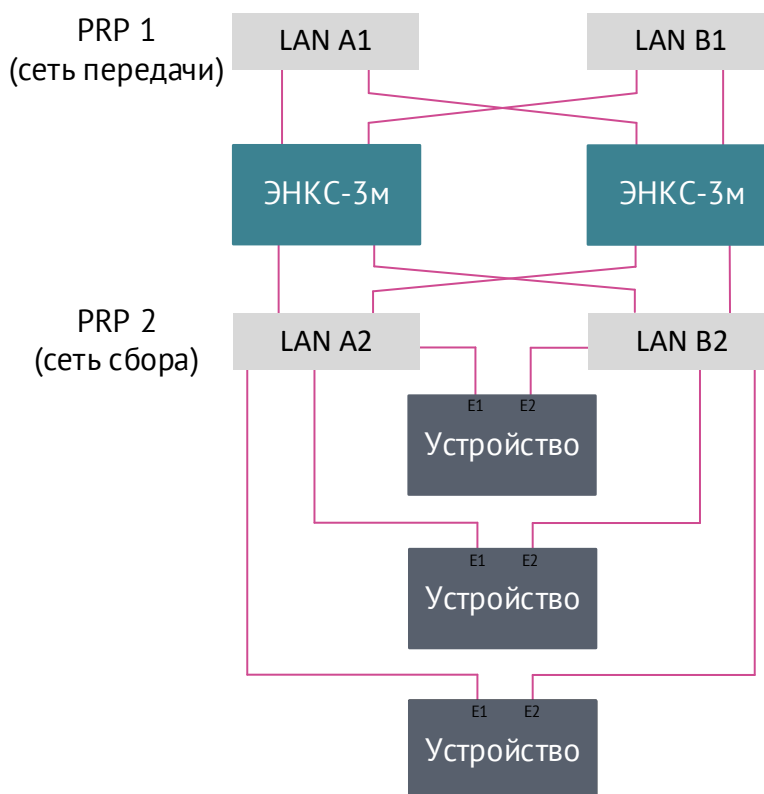 PRP 1
(сеть передачи)
LAN A1
LAN B1
ЭНКС-3м
ЭНКС-3м
PRP 2
(сеть сбора)
LAN A2
LAN B2
E1
E2
Устройство
E1
E2
Устройство
E1
E2
Устройство